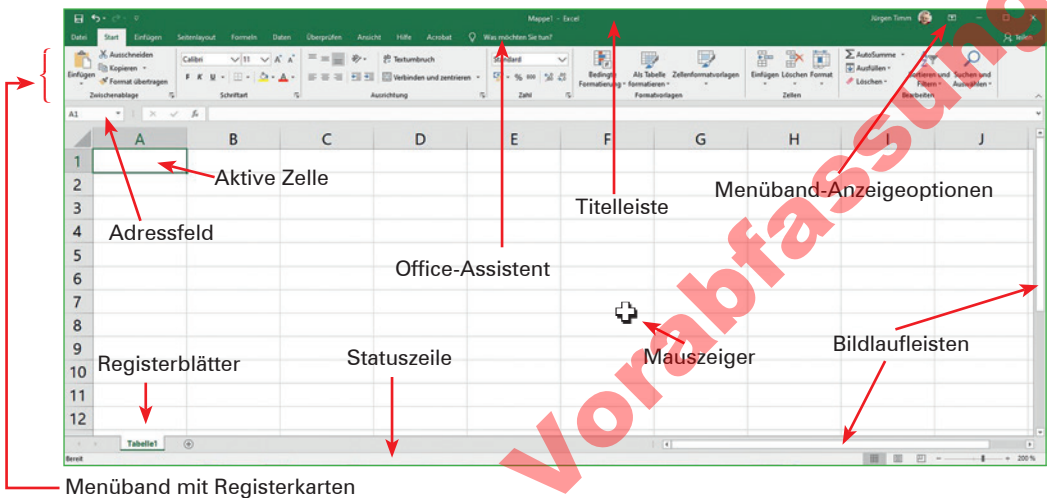 Mappe1 - Excel
Jürgen Timm
Datei Start Einfügen Seitenlayout Formeln Daten Überprüfen Ansicht Hilfe Acrobat Was möchten Sie tun? Teilen
Ausschneiden
Kopieren
Format übertragen
Einfügen
Zwischenablage
Calibri 11 A A
F K U A
Schriftart
Textumbruch
Verbinden und zentrieren
Ausrichtung
Standard
% 000
Zahl
Bedingte Formatierung
Als Tabelle formatieren
Zellenformatvorlagen
Formatvorlagen
Einfügen Löschen Format
Zellen
AutoSumme
Ausfüllen
Löschen
Sortieren und Filtern
Suchen und Auswählen
Bearbeiten
A1 fx
A B C D E F G H I J
1
2
3
4
5
6
7
8
9
10
11
12
Aktive Zelle
Adressfeld
Office-Assistent
Titelleiste
Menüband-Anzeigeoptionen
Mauszeiger
Bildlaufleisten
Registerblätter
Statuszeile
Tabelle1
Bereit
200 %
Menüband mit Registerkarten
Vorabfassung